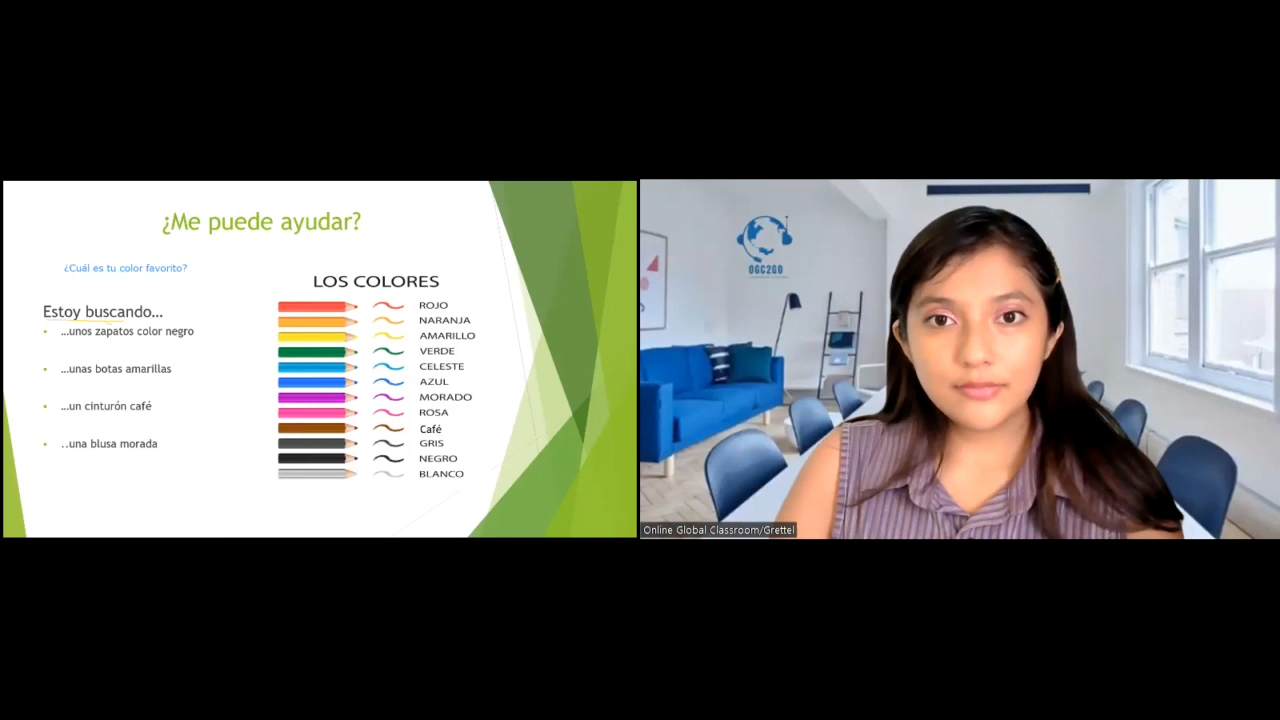 ¿Me puede ayudar?
¿Cuál es tu color favorito?
Estoy buscando...
...unos zapatos color negro
...unas botas amarillas
...un cinturón café
..una blusa morada
LOS COLORES
ROJO
NARANJA
AMARILLO
VERDE
CELESTE
AZUL
MORADO
ROSA
Café
GRIS
NEGRO
BLANCO
OGC2GO
Online Global Classroom/Grettel